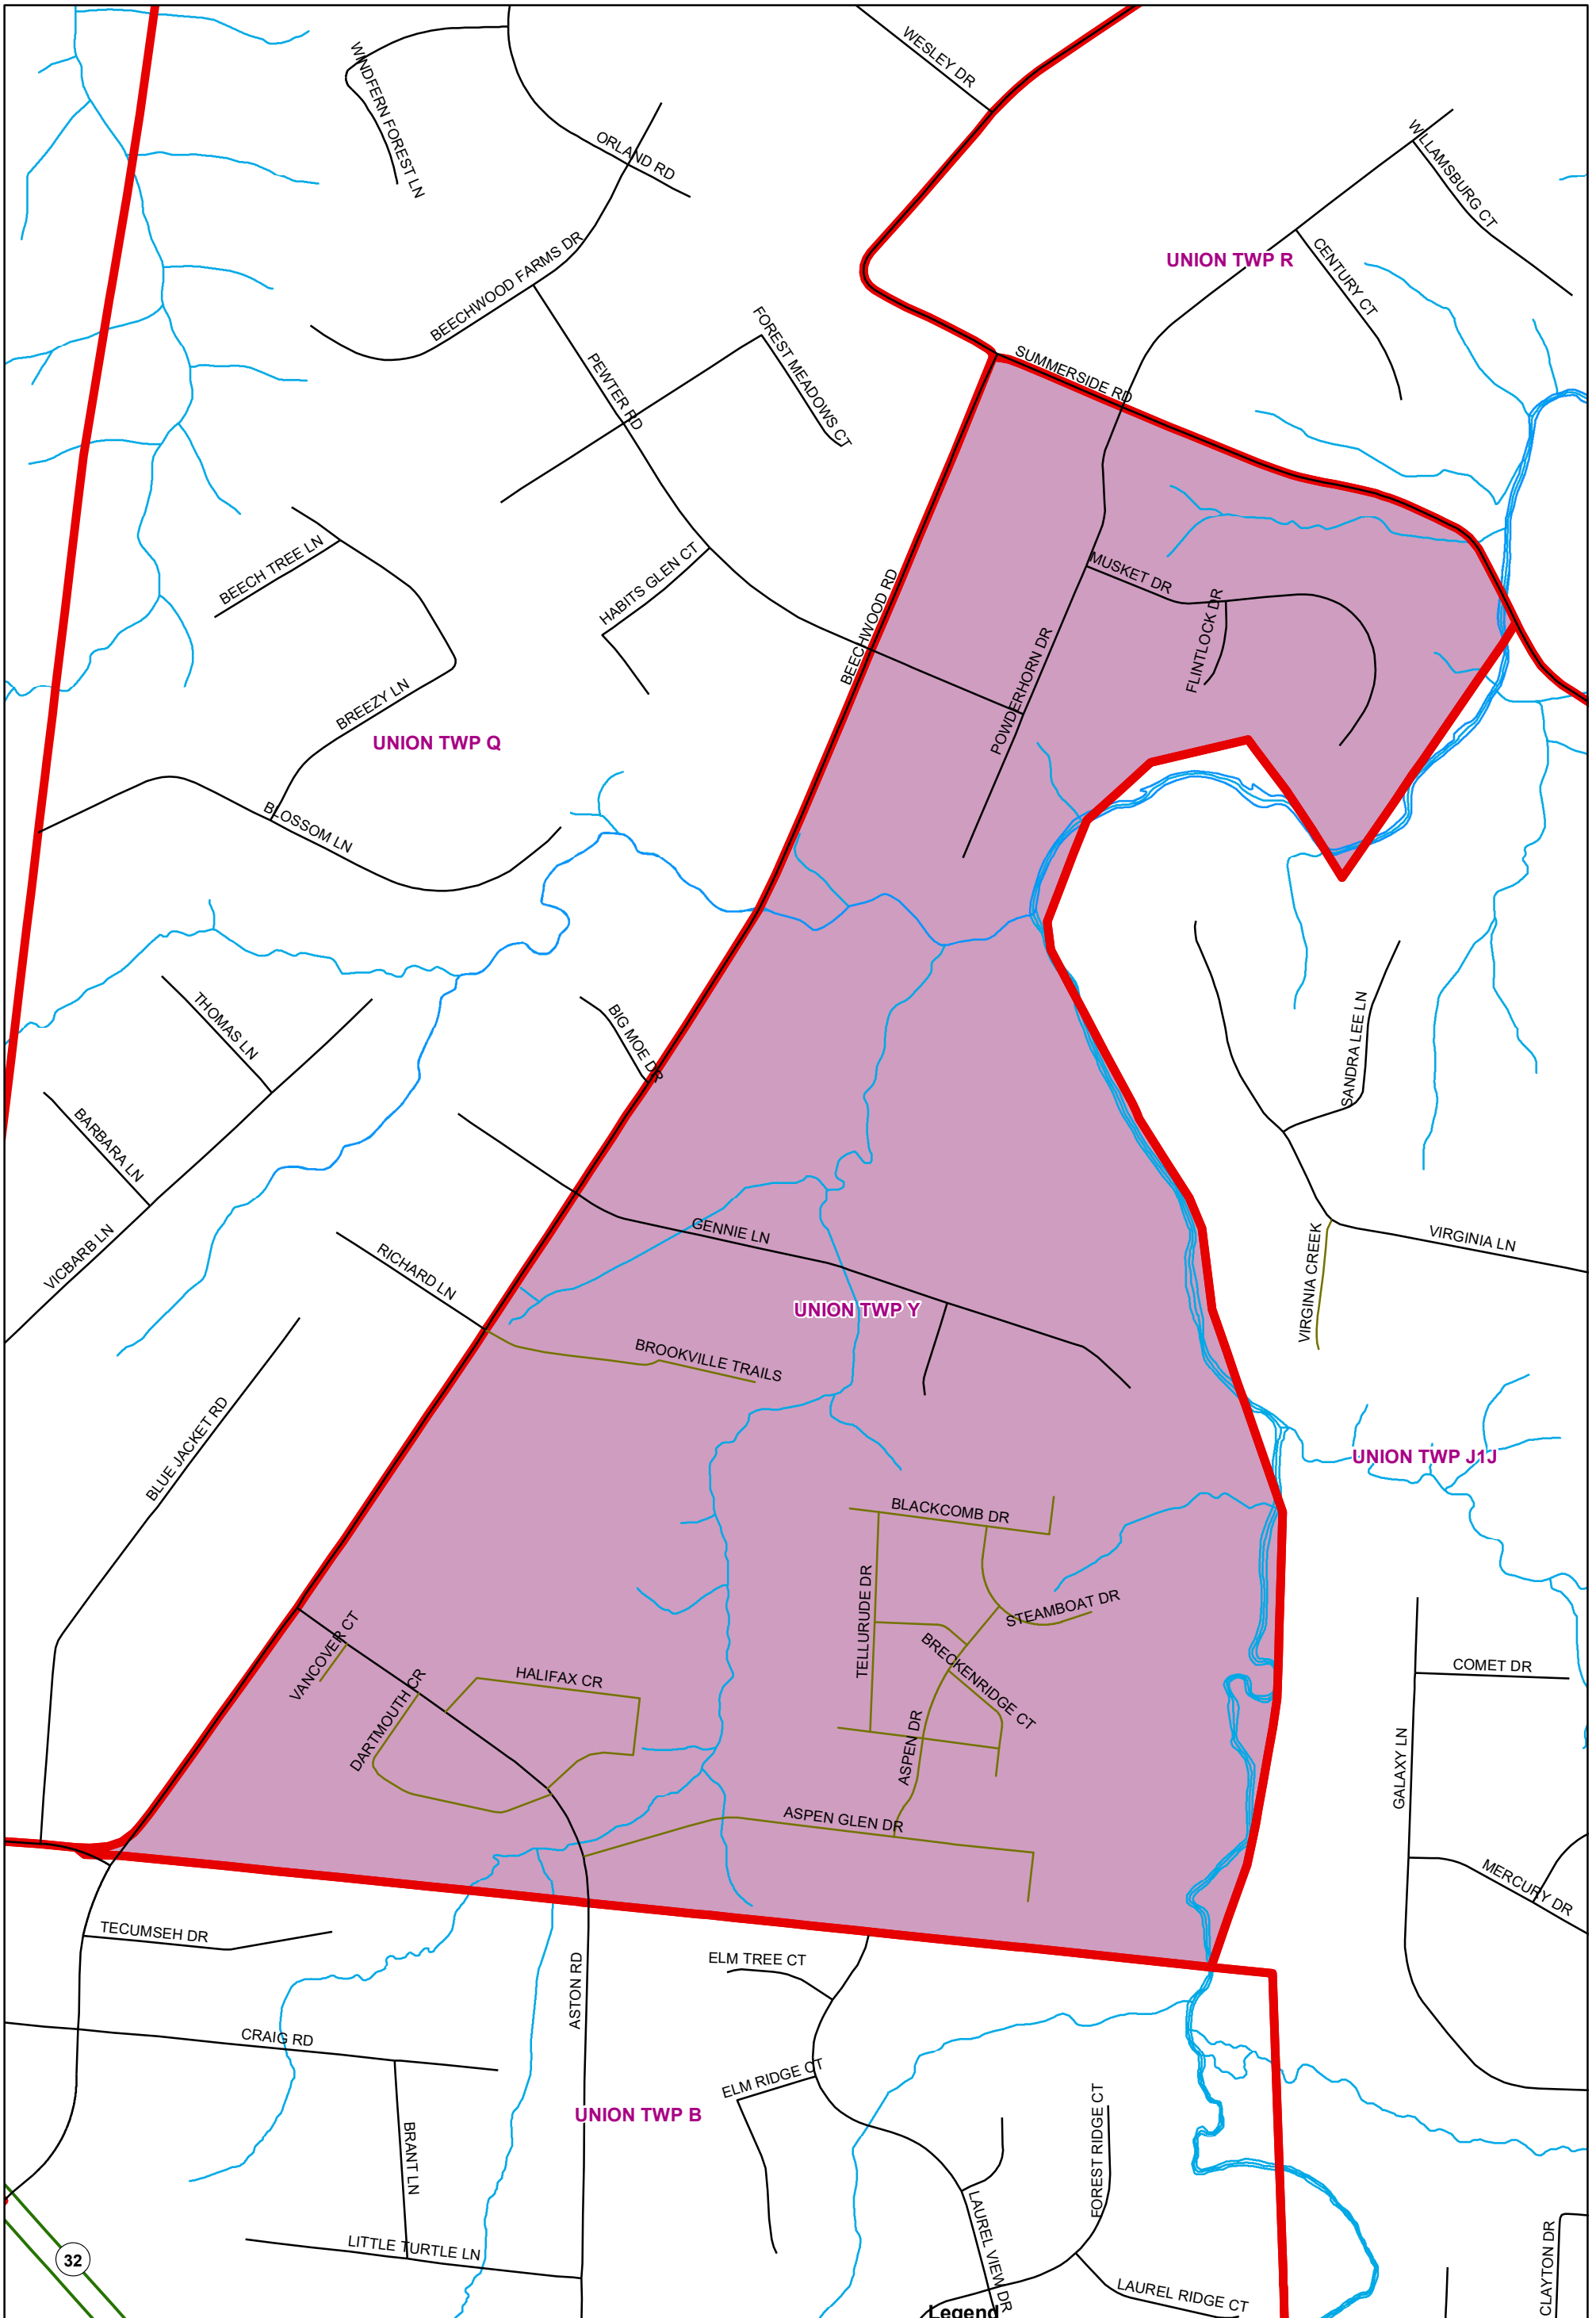 WESLEY DR
WINDFERN FOREST LN
ORLAND RD
WLLAMSBURG CT
UNION TWP R
CENTURY CT
BEECHWOOD FARMS DR
FOREST MEADOWS CT
SUMMERSIDE RD
PEWTER RD
BEECH TREE LN
HABITS GLEN CT
BEECHWOOD RD
MUSKET DR
FLINTLOCK DR
POWDERHORN DR
BREEZY LN
UNION TWP Q
BLOSSOM LN
THOMAS LN
BIG MOE DR
SANDRA LEE LN
BARBARA LN
VICBARB LN
GENNIE LN
VIRGINIA LN
RICHARD LN
VIRGINIA CREEK
UNION TWP Y
BROOKVILLE TRAILS
BLUE JACKET RD
UNION TWP J1J
BLACKCOMB DR
TELLURUDE DR
STEAMBOAT DR
VANCOVER CT
BRECKENRIDGE CT
HALIFAX CR
COMET DR
DARTMOUTH CR
ASPEN DR
GALAXY LN
ASPEN GLEN DR
MERCURY DR
TECUMSEH DR
ELM TREE CT
ASTON RD
CRAIG RD
ELM RIDGE CT
UNION TWP B
FOREST RIDGE CT
BRANT LN
LAUREL VIEW DR
LITTLE TURTLE LN
32
CLAYTON DR
LAUREL RIDGE CT
Legend